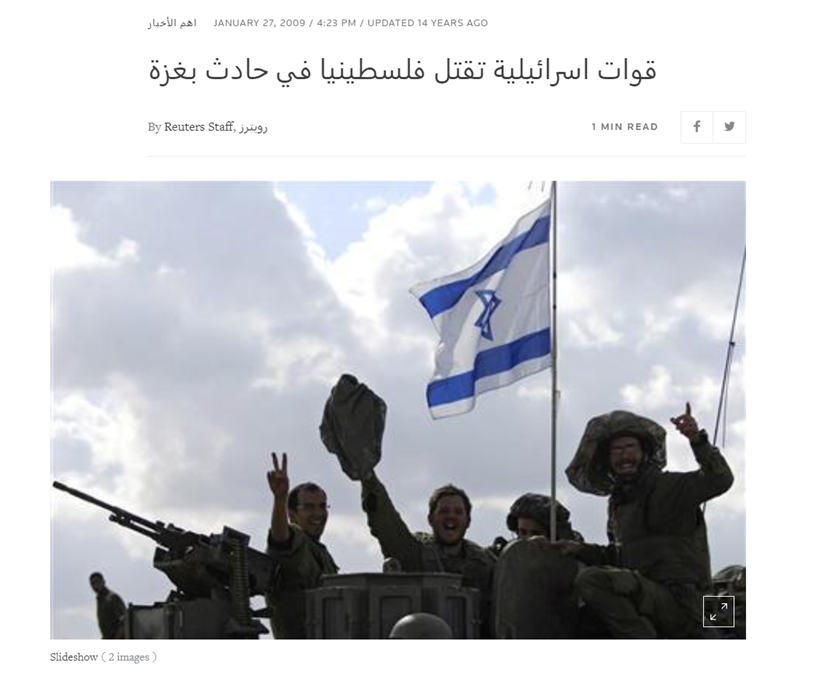 اهم الأخبار JANUARY 27, 2009 / 4:23 PM / UPDATED 14 YEARS AGO
قوات اسرائيلية تقتل فلسطينيا في حادث بغزة
By Reuters Staff, رويترز
1 MIN READ
Slideshow ( 2 images )